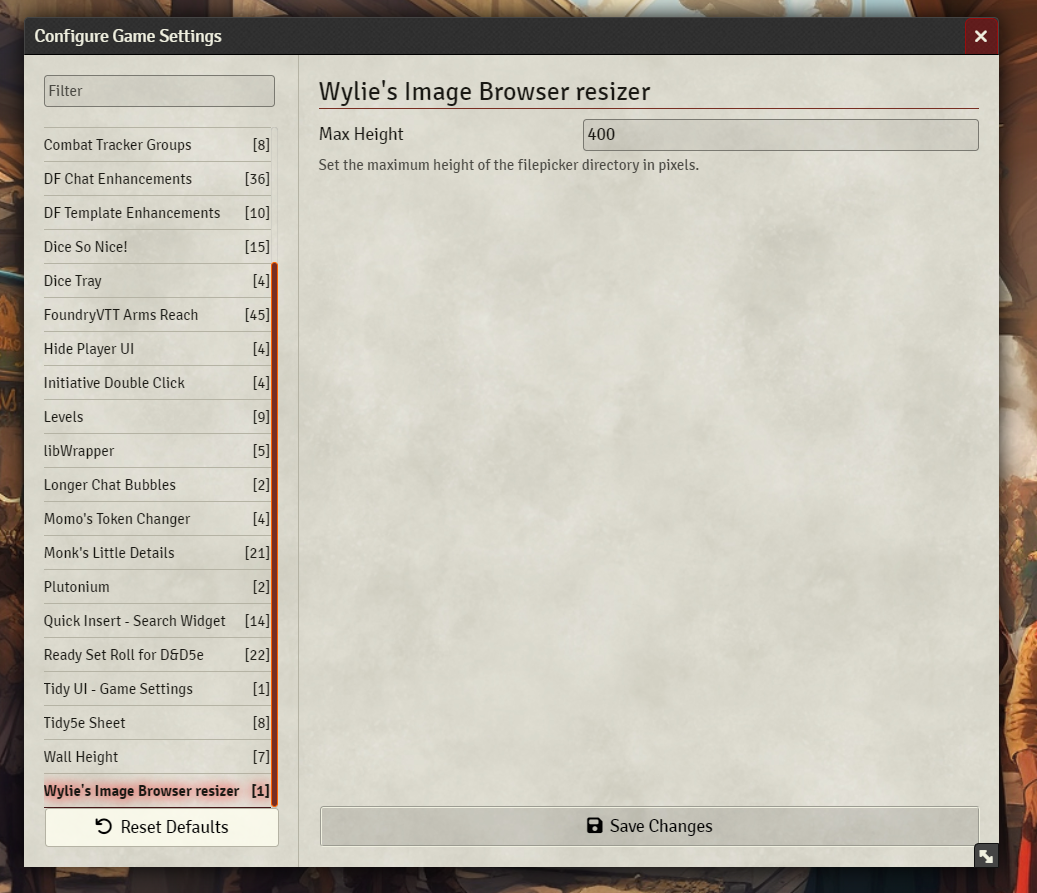 Configure Game Settings
Filter
Combat Tracker Groups [8]
DF Chat Enhancements [36]
DF Template Enhancements [10]
Dice So Nice! [15]
Dice Tray [4]
FoundryVTT Arms Reach [45]
Hide Player UI [4]
Initiative Double Click [4]
Levels [9]
libWrapper [5]
Longer Chat Bubbles [2]
Momo's Token Changer [4]
Monk's Little Details [21]
Plutonium [2]
Quick Insert - Search Widget [14]
Ready Set Roll for D&D5e [22]
Tidy UI - Game Settings [1]
Tidy5e Sheet [8]
Wall Height [7]
Wylie's Image Browser resizer [1]
Reset Defaults
Wylie's Image Browser resizer
Max Height 400
Set the maximum height of the filepicker directory in pixels.
Save Changes